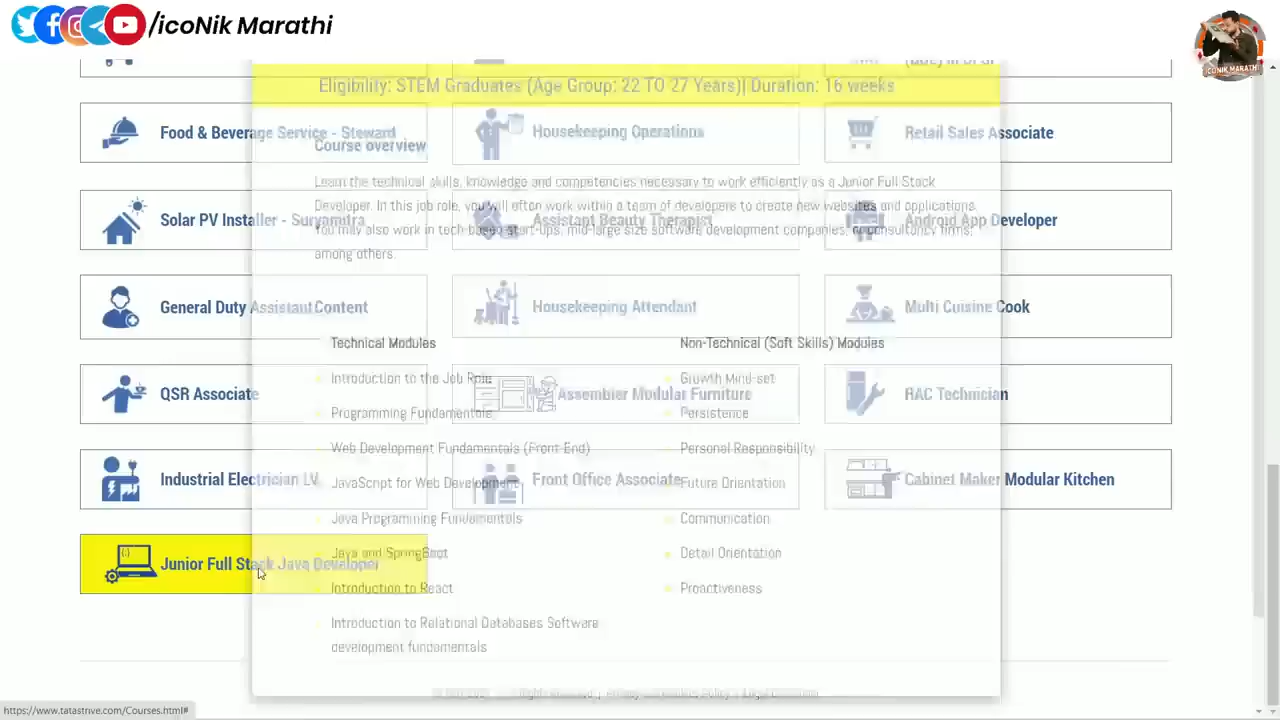 /icoNik Marathi
ICONIK MARATHI
Eligibility: STEM Graduates (Age Group: 22 TO 27 Years)| Duration: 16 weeks
Food & Beverage Service - Steward
Housekeeping Operations
Retail Sales Associate
Course overview
Learn the technical skills, knowledge and competencies necessary to work efficiently as a Junior Full Stack
Developer. In this job role, you will often work within a team of developers to create new websites and applications.
You may also work in tech based start-ups, mid-large size software development companies, or consultancy firms,
among others.
Solar PV Installer - Suryamitra
Assistant Beauty Therapist
Android App Developer
General Duty Assistant
Housekeeping Attendant
Multi Cuisine Cook
Content
Technical Modules
Non-Technical (Soft Skills) Modules
Introduction to the Job Role
Growth Mind-set
QSR Associate
Assembler Modular Furniture
RAC Technician
Programming Fundamentals
Persistence
Web Development Fundamentals (Front End)
Personal Responsibility
Industrial Electrician LV
Front Office Associate
Cabinet Maker Modular Kitchen
JavaScript for Web Development
Future Orientation
Java Programming Fundamentals
Communication
Java and SpringBoot
Detail Orientation
Junior Full Stack Java Developer
Introduction to React
Proactiveness
Introduction to Relational Databases Software
development fundamentals
https://www.tatastrive.com/Courses.html#